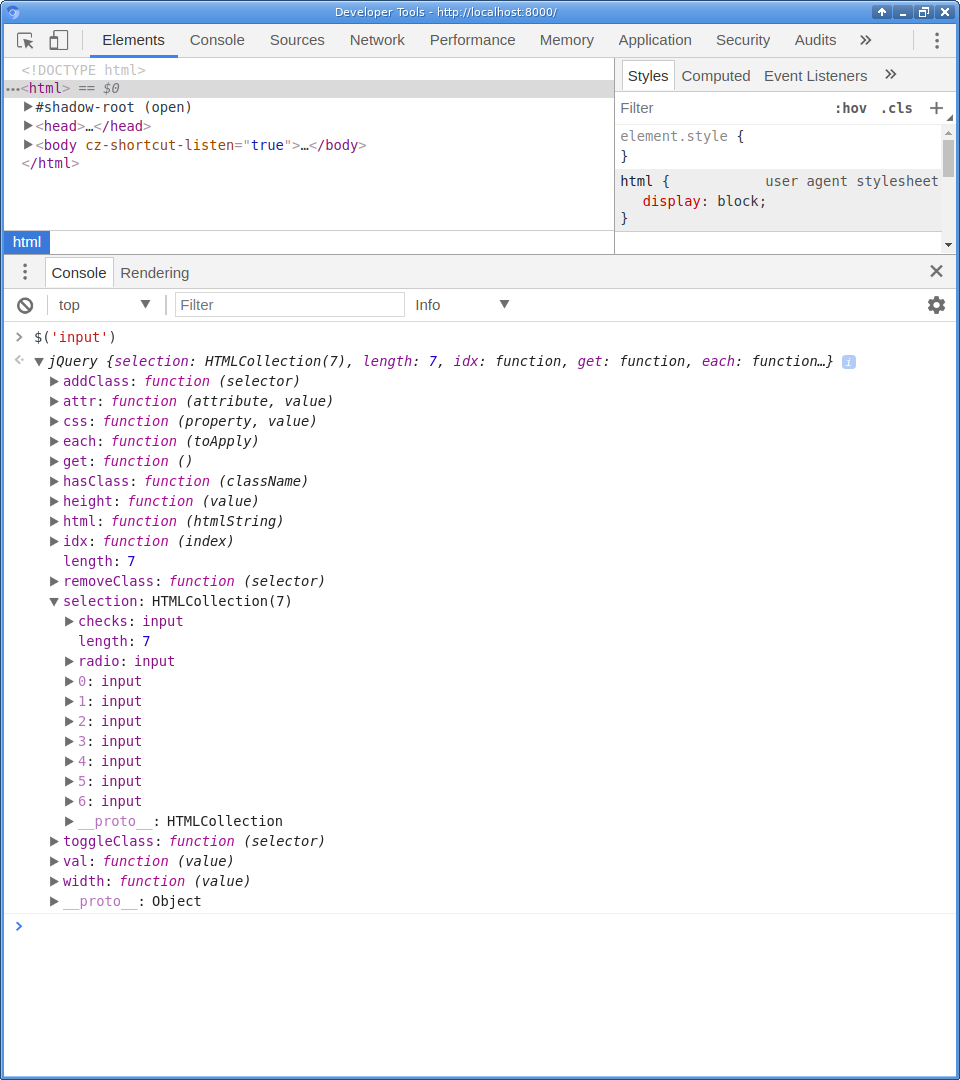 Developer Tools - http://localhost:8000/
Elements Console Sources Network Performance Memory Application Security Audits »
<!DOCTYPE html>
…<html> == $0
▶#shadow-root (open)
▶<head>…</head>
▶<body cz-shortcut-listen="true">…</body>
</html>
html
Styles Computed Event Listeners »
Filter :hov .cls +
element.style {
}
html { user agent stylesheet
display: block;
}
Console Rendering
top ▼ Filter Info ▼
> $('input')
▼jQuery {selection: HTMLCollection(7), length: 7, idx: function, get: function, each: function…} i
▶addClass: function (selector)
▶attr: function (attribute, value)
▶css: function (property, value)
▶each: function (toApply)
▶get: function ()
▶hasClass: function (className)
▶height: function (value)
▶html: function (htmlString)
▶idx: function (index)
length: 7
▶removeClass: function (selector)
▼selection: HTMLCollection(7)
▶checks: input
length: 7
▶radio: input
▶0: input
▶1: input
▶2: input
▶3: input
▶4: input
▶5: input
▶6: input
▶__proto__: HTMLCollection
▶toggleClass: function (selector)
▶val: function (value)
▶width: function (value)
▶__proto__: Object
>